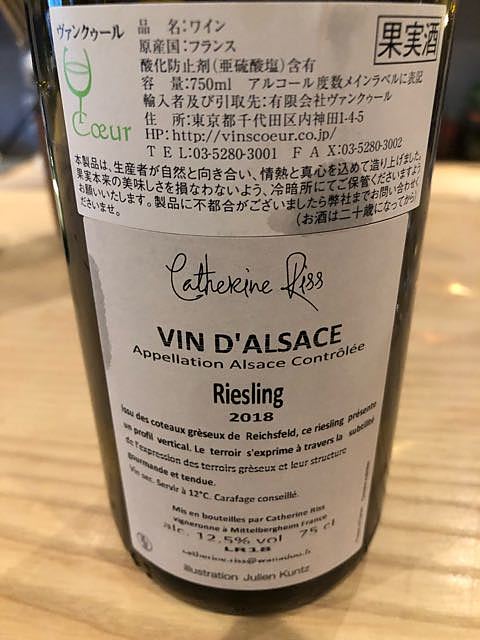 ヴァンクゥール
Cœur
品 名:ワイン
果実酒
原産国:フランス
酸化防止剤(亜硫酸塩)含有
容 量:750ml アルコール度数メインラベルに表記
輸入者及び引取先:有限会社ヴァンクゥール
住 所:東京都千代田区内神田1-4-5
HP:http://vinscoeur.co.jp/
TEL:03-5280-3001 FAX:03-5280-3002
本製品は、生産者が自然と向き合い、情熱と真心を込めて造り上げました。
果実本来の美味しさを損なわないよう、冷暗所にてご保管くださいますよう
お願いいたします。製品に不都合がございましたら弊社までお問い合わせく
ださいませ。
(お酒は二十歳になってから)
Catherine Riss
VIN D'ALSACE
Appellation Alsace Contrôlée
Riesling
2018
Issu des coteaux grèseux de Reichsfeld, ce riesling présente
un profil vertical. Le terroir s'exprime à travers la subtilité
de l'expression des terroirs grèseux et leur structure
gourmande et tendue.
Vin sec. Servir à 12°C. Carafage conseillé.
Mis en bouteilles par Catherine Riss
vigneronne à Mittelbergheim France
alc. 12.5% vol 75 cl
LR18
catherine.riss@wanadoo.fr
illustration Julien Kuntz